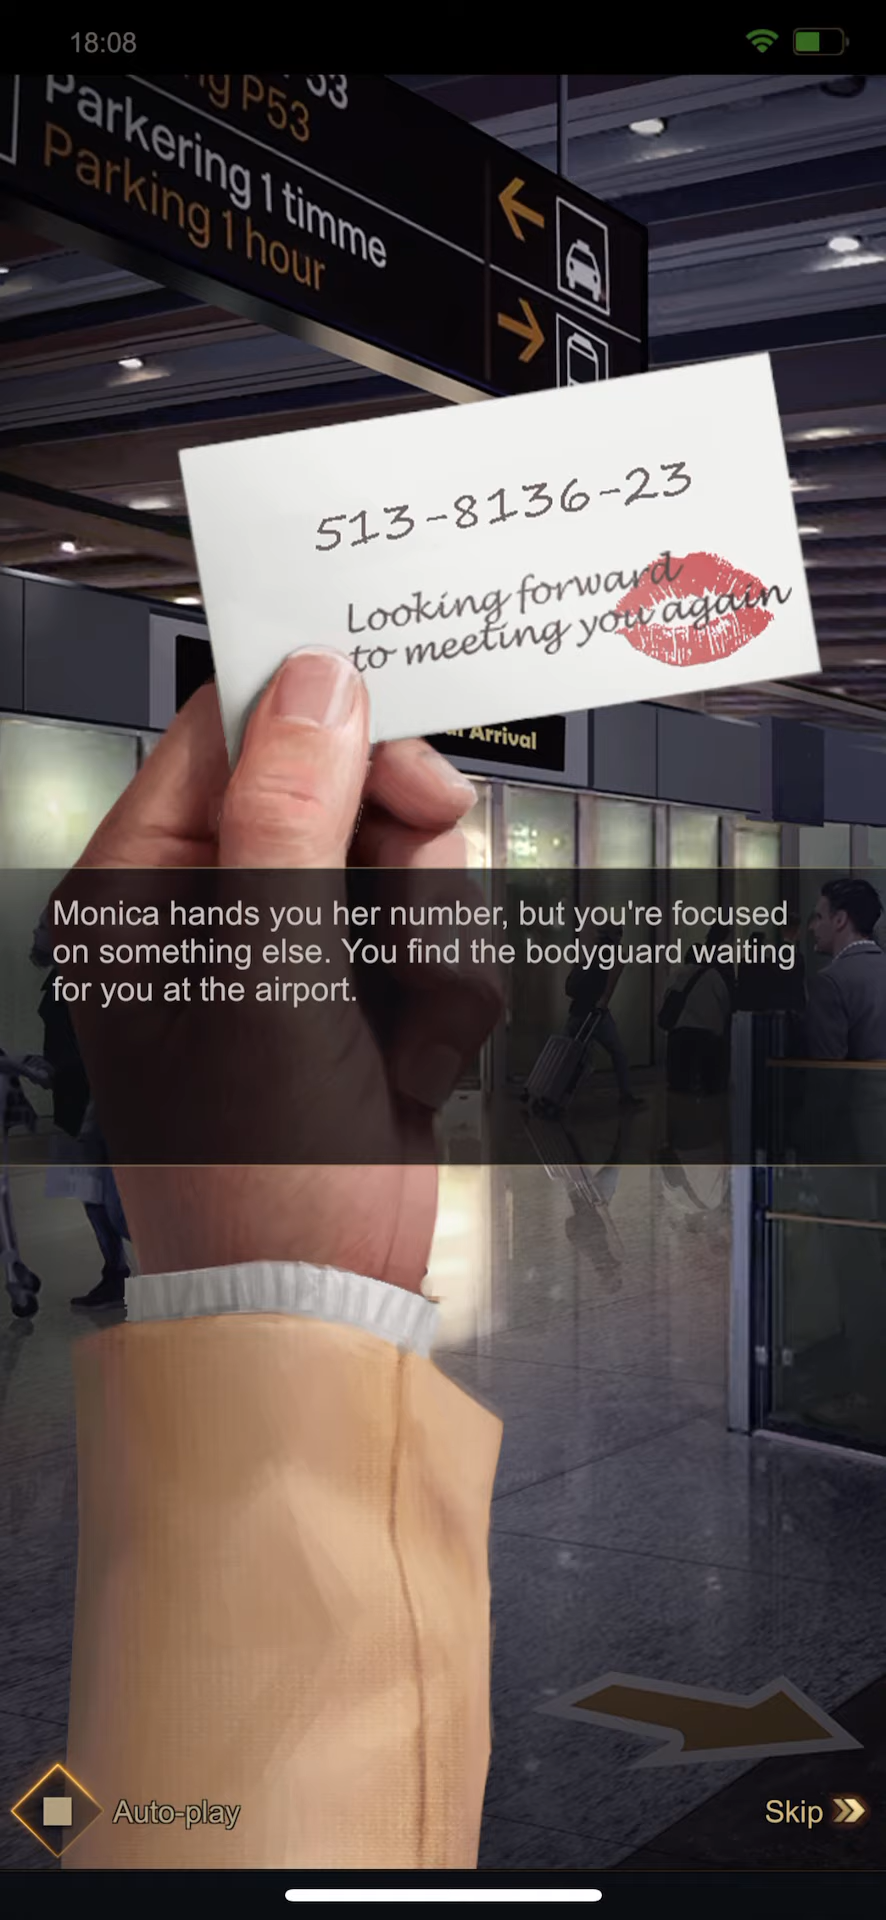 18:08
53
P53
Parkering 1 timme
Parking 1 hour
513-8136-23
Looking forward
to meeting you again
Arrival
Monica hands you her number, but you're focused
on something else. You find the bodyguard waiting
for you at the airport.
Auto-play
Skip